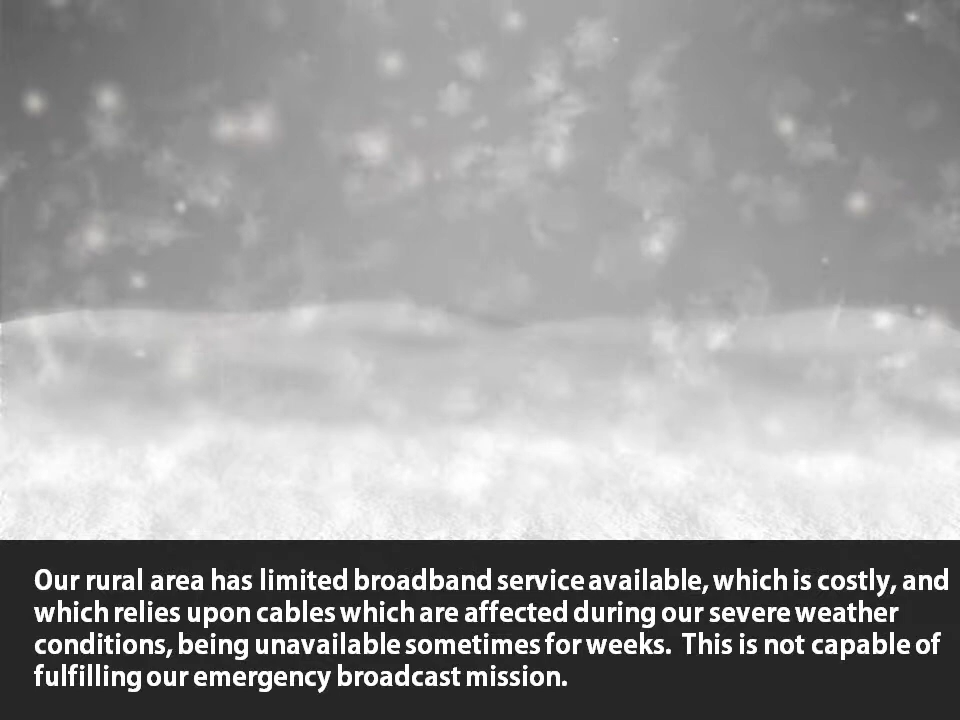 Our rural area has limited broadband service available, which is costly, and
which relies upon cables which are affected during our severe weather
conditions, being unavailable sometimes for weeks.  This is not capable of
fulfilling our emergency broadcast mission.